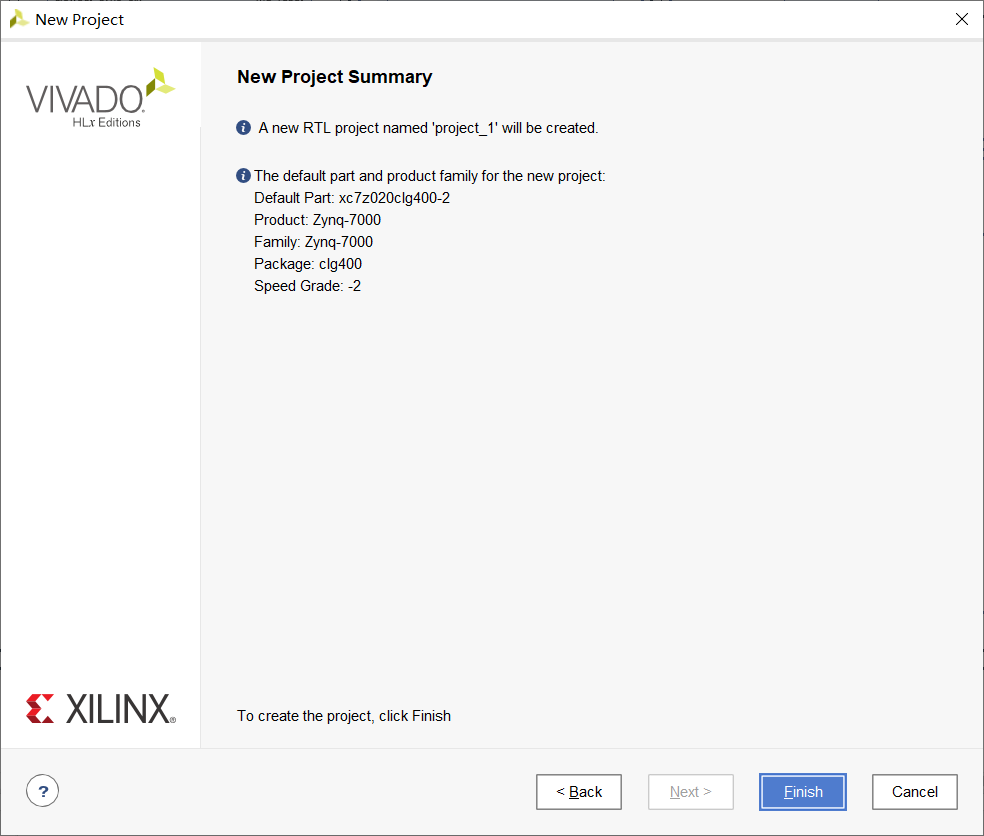 New Project
VIVADO.
HLx Editions
New Project Summary
A new RTL project named 'project_1' will be created.
The default part and product family for the new project:
Default Part: xc7z020clg400-2
Product: Zynq-7000
Family: Zynq-7000
Package: clg400
Speed Grade: -2
XILINX®
To create the project, click Finish
?
< Back
Next >
Finish
Cancel